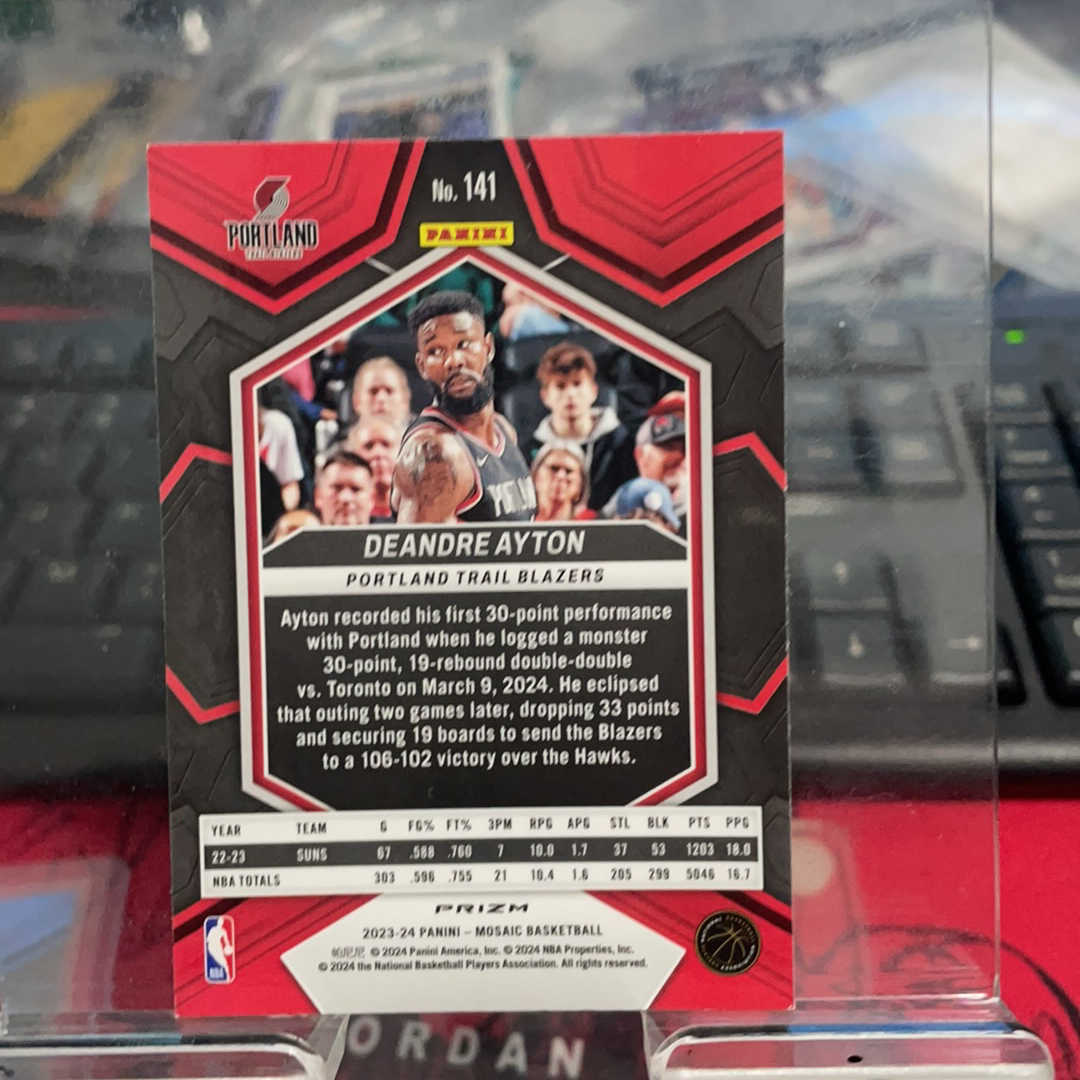 No. 141
PORTLAND
TRAIL BLAZERS
PANINI
PORTLAND
DEANDRE AYTON
PORTLAND TRAIL BLAZERS
Ayton recorded his first 30-point performance
with Portland when he logged a monster
30-point, 19-rebound double-double
vs. Toronto on March 9, 2024. He eclipsed
that outing two games later, dropping 33 points
and securing 19 boards to send the Blazers
to a 106-102 victory over the Hawks.
YEAR TEAM G FG% FT% 3PM RPG APG STL BLK PTS PPG
22-23 SUNS 67 .588 .760 7 10.0 1.7 37 53 1203 18.0
NBA TOTALS 303 .596 .755 21 10.4 1.6 205 299 5046 16.7
PRIZM
2023-24 PANINI – MOSAIC BASKETBALL
© 2024 Panini America, Inc. © 2024 NBA Properties, Inc.
© 2024 the National Basketball Players Association. All rights reserved.
NBA
ORDAN